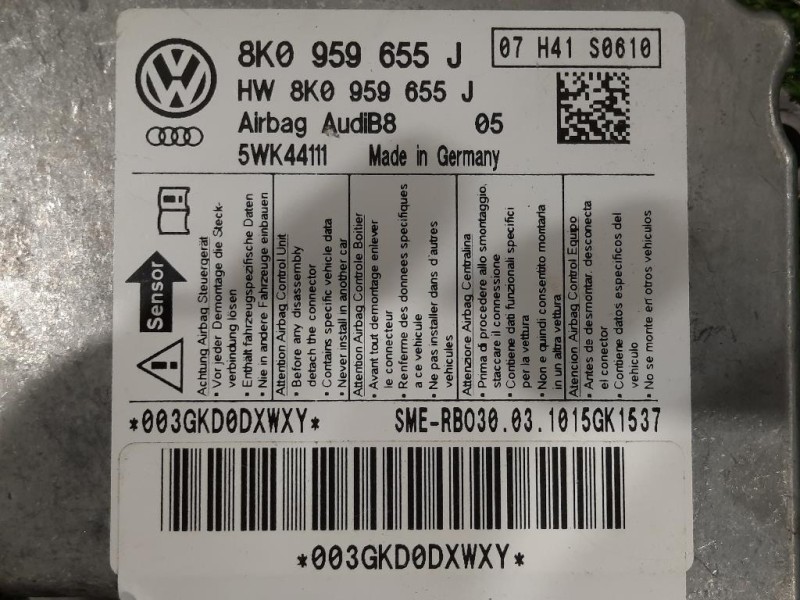 8K0 959 655 J
07 H41 S0610
HW 8K0 959 655 J
Airbag AudiB8 05
5WK44111 Made in Germany
Sensor
Achtung Airbag Steuergerät
• Vor jeder Demontage die Steck-
verbindung lösen
• Enthält fahrzeugspezifische Daten
• Nie in andere Fahrzeuge einbauen
Attention Airbag Control Unit
• Before any disassembly
detach the connector
• Contains specific vehicle data
• Never install in another car
Attention Airbag Controle Boitier
• Avant tout demontage enlever
le connecteur
• Renferme des donnees specifiques
a ce vehicule
• Ne pas installer dans d'autres
vehicules
Attenzione Airbag Centralina
• Prima di procedere allo smontaggio,
staccare il connessione
• Contiene dati funzionali specifici
per la vettura
• Non e quindi consentito montarla
in un altra vettura
Atencion Airbag Control Equipo
• Antes de desmontar, desconecta
el conector
• Contiene datos especificos del
vehiculo
• No se monte en otros vehiculos
*003GKD0DXWXY*
SME-RBO30.03.1015GK1537
*003GKD0DXWXY*